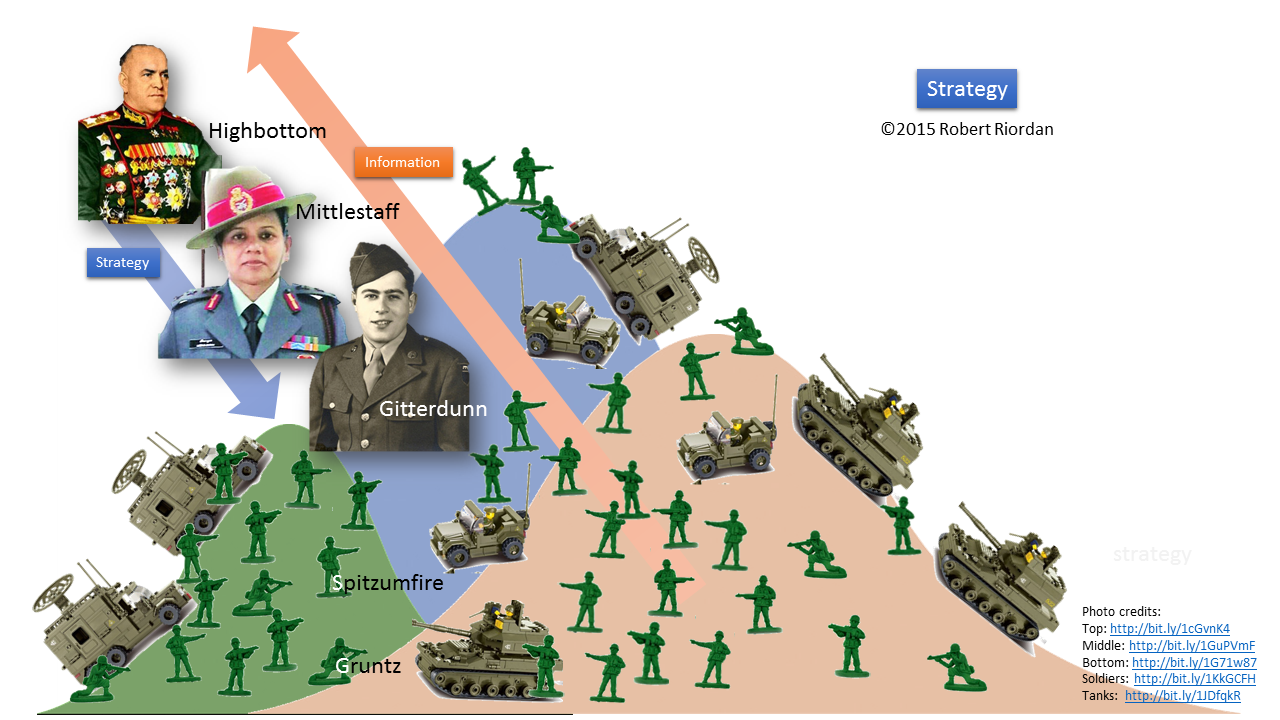 Strategy
©2015 Robert Riordan
Highbottom
Information
Mittlestaff
Strategy
Gitterdunn
strategy
Spitzumfire
Gruntz
Photo credits:
Top: http://bit.ly/1cGvnK4
Middle: http://bit.ly/1GuPVmF
Bottom: http://bit.ly/1G71w87
Soldiers: http://bit.ly/1KkGCFH
Tanks: http://bit.ly/1JDfqkR